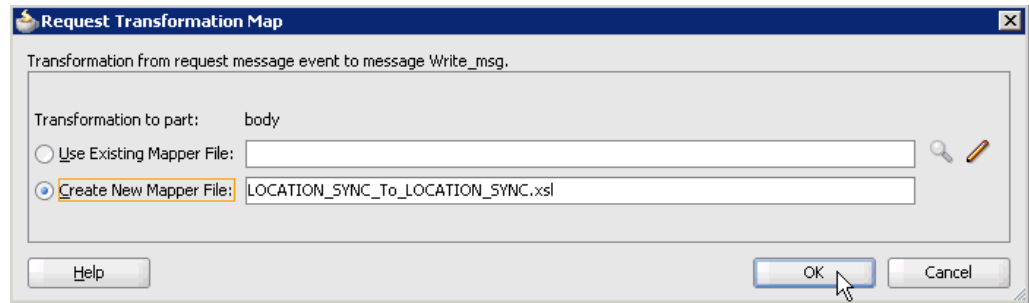 Request Transformation Map
Transformation from request message event to message Write_msg.
Transformation to part: body
Use Existing Mapper File:
Create New Mapper File: LOCATION_SYNC_To_LOCATION_SYNC.xsl
Help OK Cancel